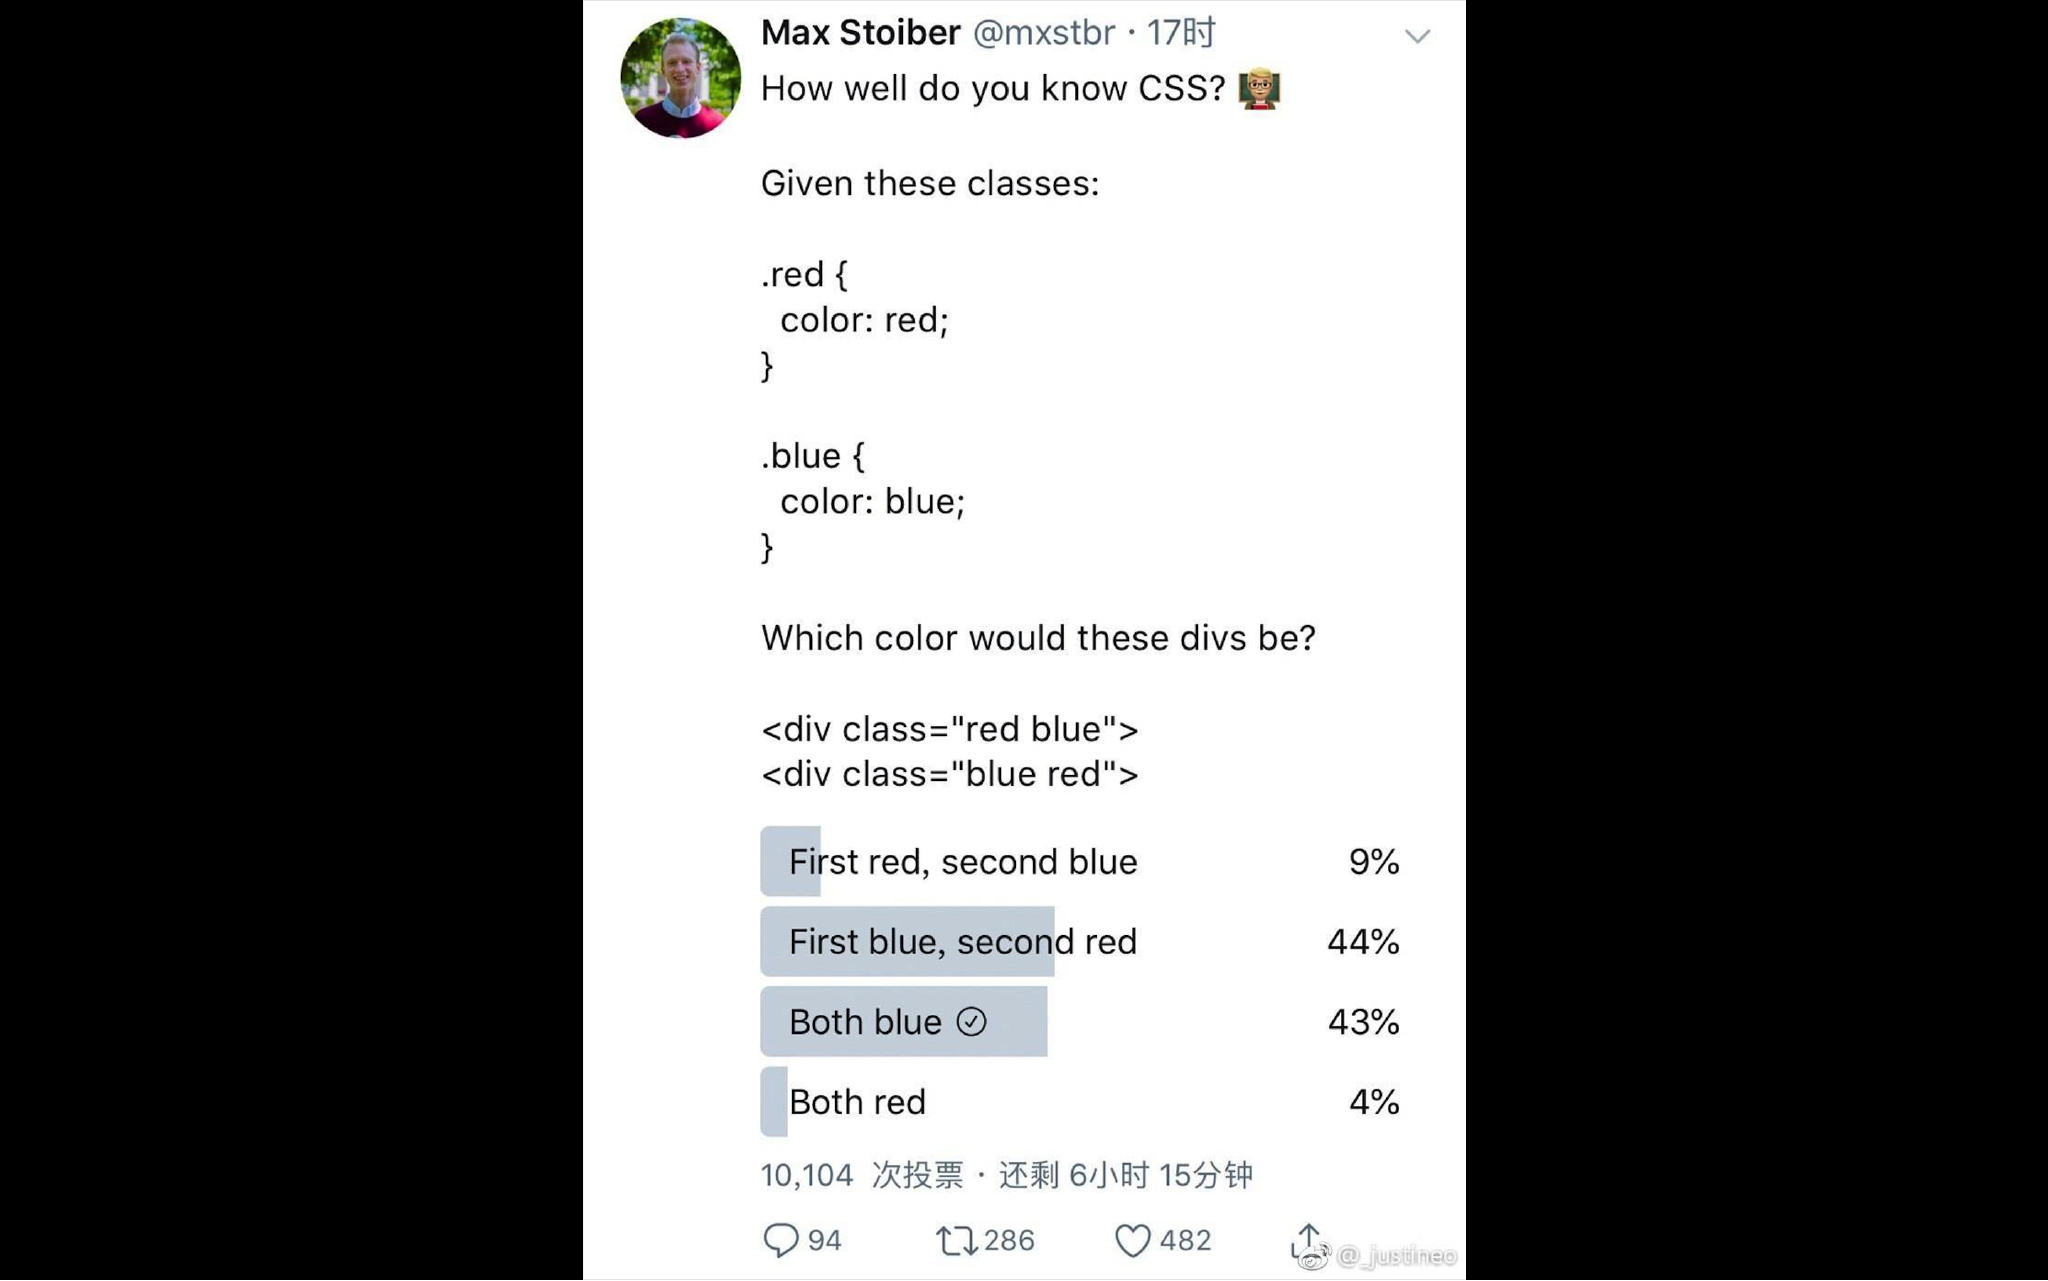 Max Stoiber @mxstbr · 17时
How well do you know CSS? 👨🏼‍🏫
Given these classes:
.red {
color: red;
}
.blue {
color: blue;
}
Which color would these divs be?
<div class="red blue">
<div class="blue red">
First red, second blue 9%
First blue, second red 44%
Both blue 43%
Both red 4%
10,104 次投票 · 还剩 6小时 15分钟
94 286 482
@_justineo